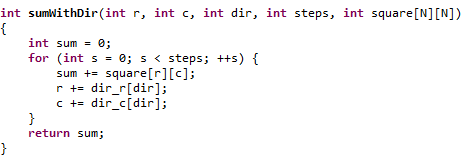 int sumWithDir(int r, int c, int dir, int steps, int square[N][N])
{
    int sum = 0;
    for (int s = 0; s < steps; ++s) {
        sum += square[r][c];
        r += dir_r[dir];
        c += dir_c[dir];
    }
    return sum;
}